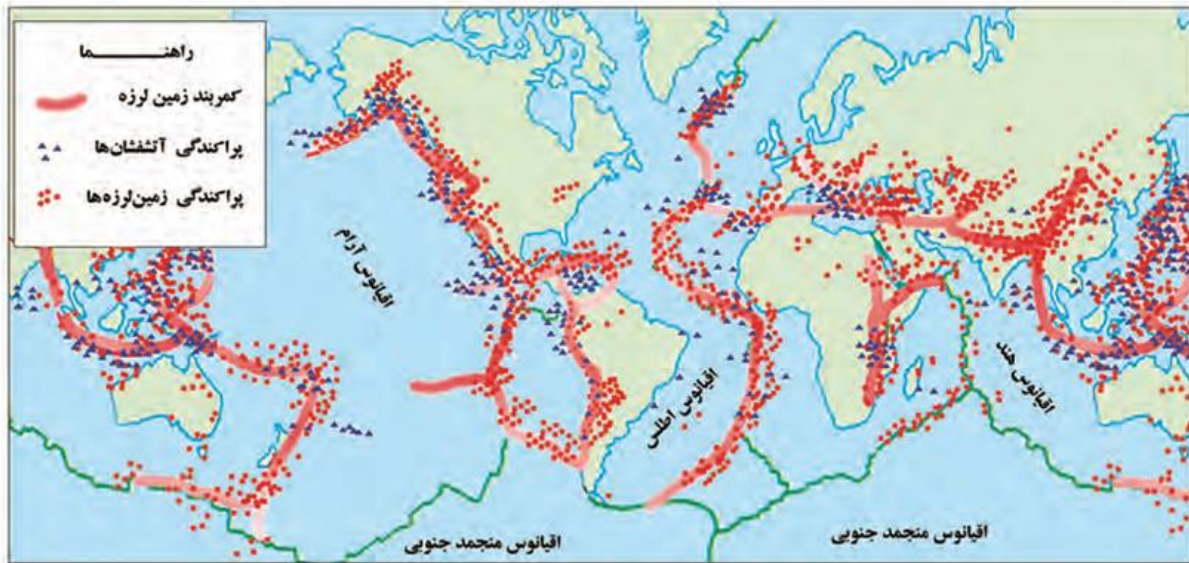 راهنما
کمربند زمین لرزه
پراکندگی آتشفشان‌ها
پراکندگی زمین‌لرزه‌ها
اقیانوس آرام
اقیانوس اطلس
اقیانوس هند
اقیانوس منجمد جنوبی
اقیانوس منجمد جنوبی